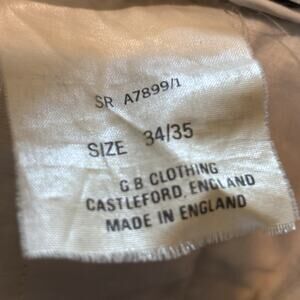 SR A7899/1
SIZE 34/35
G B CLOTHING
CASTLEFORD, ENGLAND
MADE IN ENGLAND